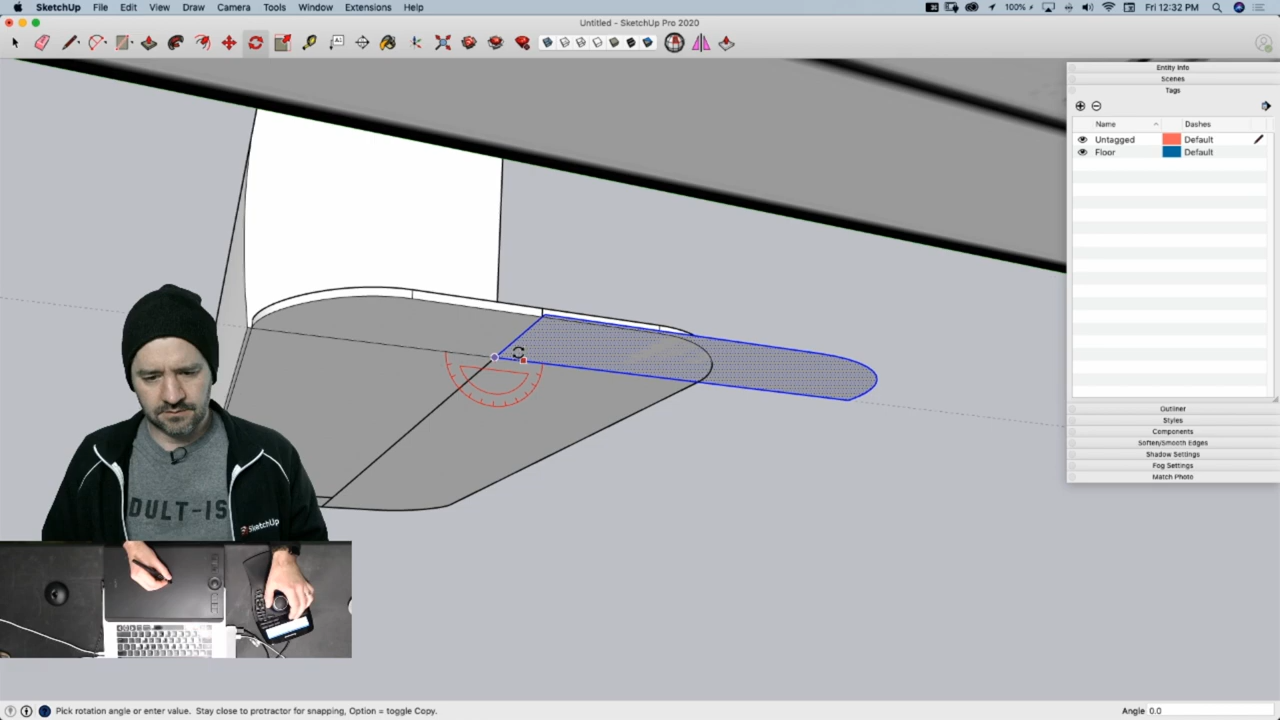 SketchUp File Edit View Draw Camera Tools Window Extensions Help
100% Fri 12:32 PM
Untitled - SketchUp Pro 2020
Entity Info
Scenes
Tags
Name Dashes
Untagged Default
Floor Default
Outliner
Styles
Components
Soften/Smooth Edges
Shadow Settings
Fog Settings
Match Photo
DULT-IS
SketchUp
Pick rotation angle or enter value. Stay close to protractor for snapping, Option = toggle Copy.
Angle 0.0